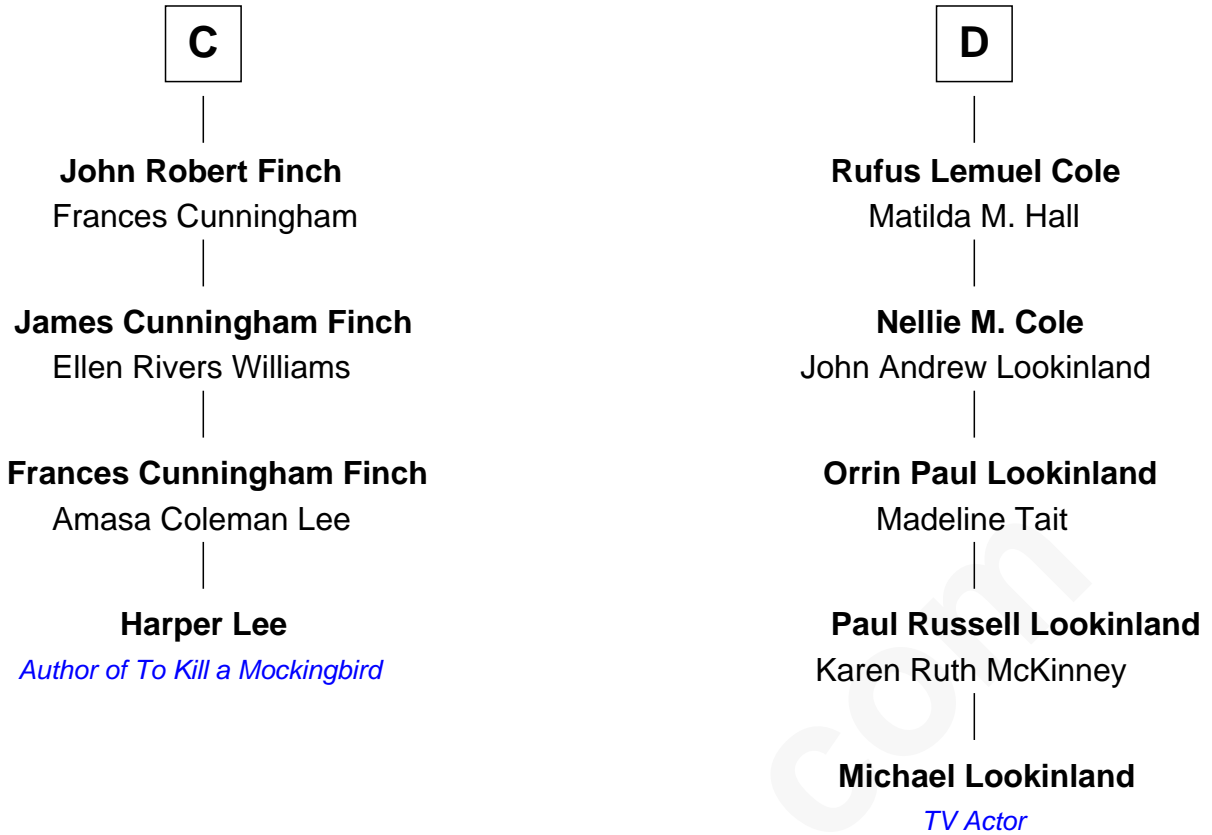 C
John Robert Finch
Frances Cunningham
James Cunningham Finch
Ellen Rivers Williams
Frances Cunningham Finch
Amasa Coleman Lee
Harper Lee
Author of To Kill a Mockingbird
D
Rufus Lemuel Cole
Matilda M. Hall
Nellie M. Cole
John Andrew Lookinland
Orrin Paul Lookinland
Madeline Tait
Paul Russell Lookinland
Karen Ruth McKinney
Michael Lookinland
TV Actor
com